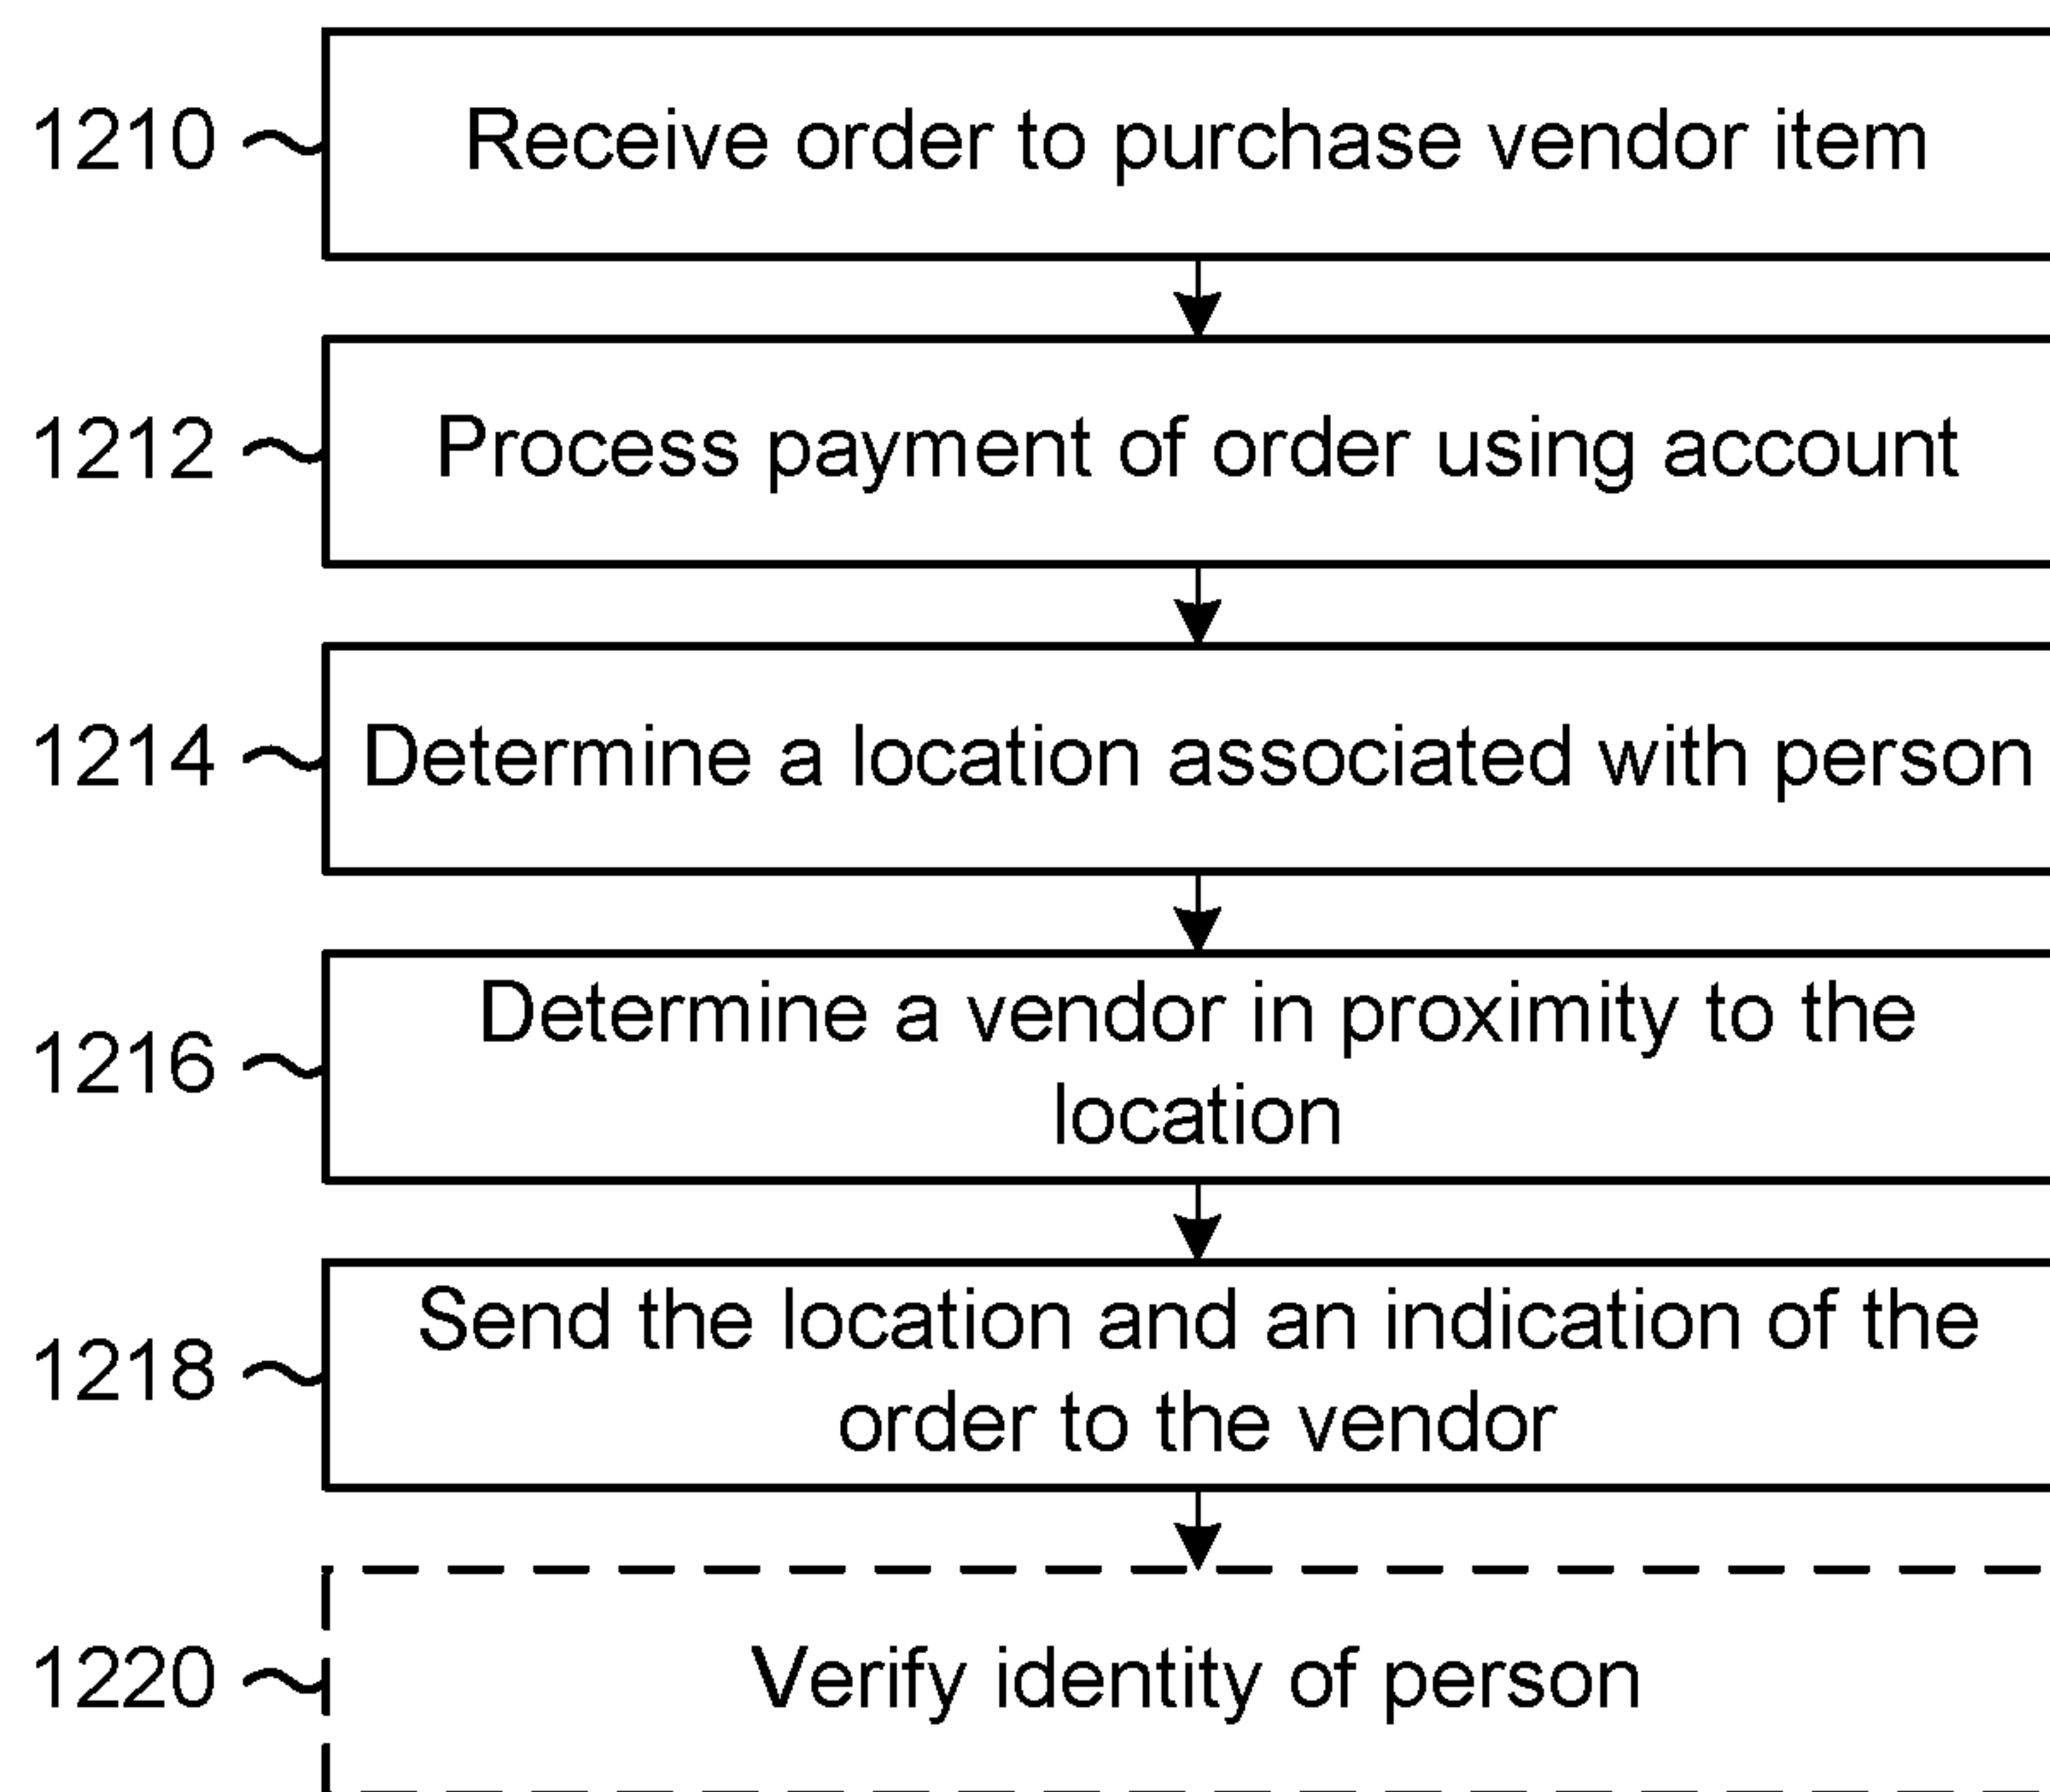 1210
Receive order to purchase vendor item
1212
Process payment of order using account
1214
Determine a location associated with person
1216
Determine a vendor in proximity to the
location
1218
Send the location and an indication of the
order to the vendor
1220
Verify identity of person